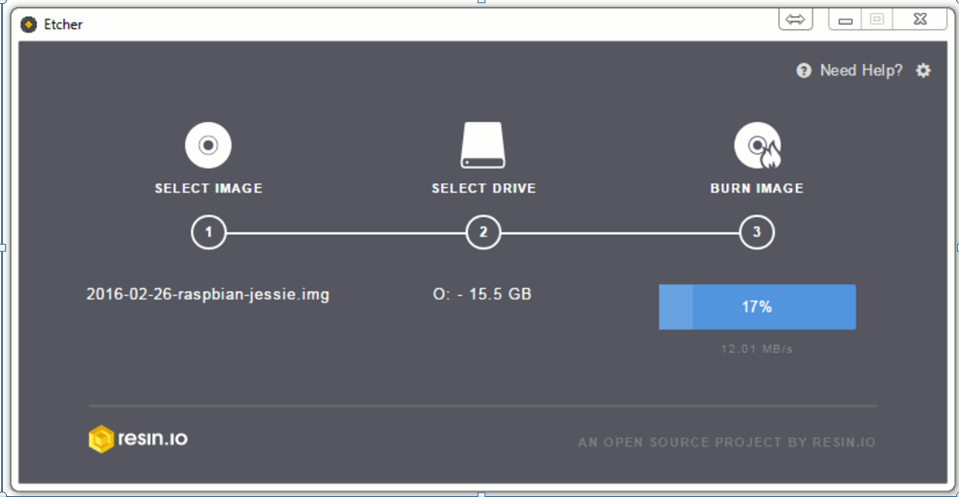 Etcher
Need Help?
SELECT IMAGE
SELECT DRIVE
BURN IMAGE
1
2
3
2016-02-26-raspbian-jessie.img
O: - 15.5 GB
17%
12.01 MB/s
resin.io
AN OPEN SOURCE PROJECT BY RESIN.IO